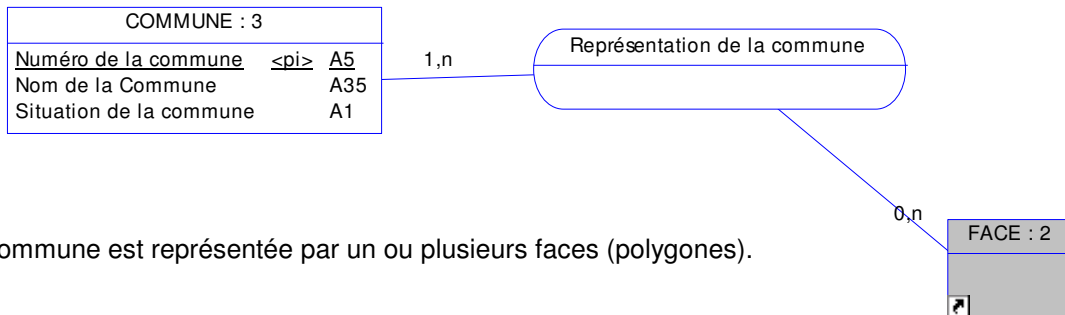 COMMUNE : 3
Numéro de la commune <pi> A5
Nom de la Commune A35
Situation de la commune A1
1,n
Représentation de la commune
0,n
FACE : 2
ommune est représentée par un ou plusieurs faces (polygones).